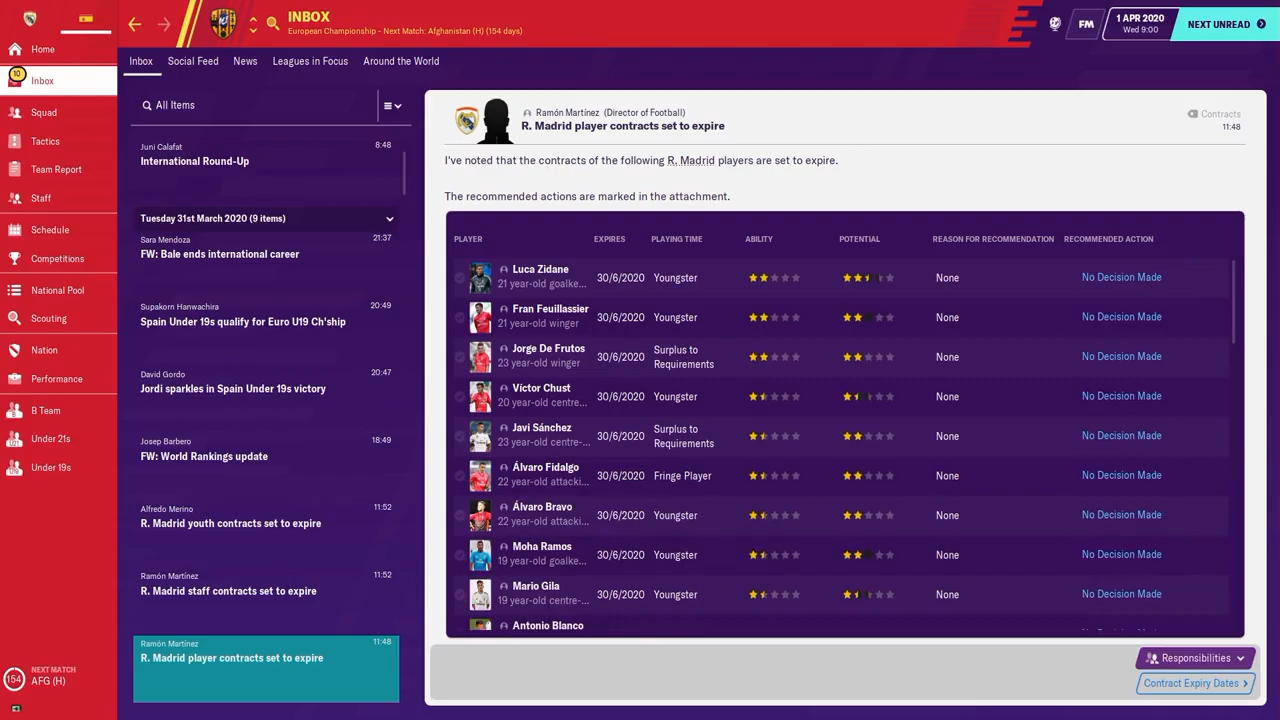 INBOX
European Championship - Next Match: Afghanistan (H) (154 days)
FM
1 APR 2020
Wed 9:00
NEXT UNREAD
Home
10
Inbox
Squad
Tactics
Team Report
Staff
Schedule
Competitions
National Pool
Scouting
Nation
Performance
B Team
U21
Under 21s
U19
Under 19s
154
NEXT MATCH
AFG (H)
Inbox
Social Feed
News
Leagues in Focus
Around the World
All Items
Juni Calafat
8:48
International Round-Up
Tuesday 31st March 2020 (9 items)
Sara Mendoza
21:37
FW: Bale ends international career
Supakorn Hanwachira
20:49
Spain Under 19s qualify for Euro U19 Ch'ship
David Gordo
20:47
Jordi sparkles in Spain Under 19s victory
Josep Barbero
18:49
FW: World Rankings update
Alfredo Merino
11:52
R. Madrid youth contracts set to expire
Ramón Martínez
11:52
R. Madrid staff contracts set to expire
Ramón Martínez
11:48
R. Madrid player contracts set to expire
Ramón Martínez (Director of Football)
R. Madrid player contracts set to expire
Contracts
11:48
I've noted that the contracts of the following R. Madrid players are set to expire.
The recommended actions are marked in the attachment.
PLAYER EXPIRES PLAYING TIME ABILITY POTENTIAL REASON FOR RECOMMENDATION RECOMMENDED ACTION
Luca Zidane
21 year-old goalke... 30/6/2020 Youngster None No Decision Made
Fran Feuillassier
21 year-old winger 30/6/2020 Youngster None No Decision Made
Jorge De Frutos
23 year-old winger 30/6/2020 Surplus to Requirements None No Decision Made
Víctor Chust
20 year-old centre... 30/6/2020 Youngster None No Decision Made
Javi Sánchez
23 year-old centre-... 30/6/2020 Surplus to Requirements None No Decision Made
Álvaro Fidalgo
22 year-old attacki... 30/6/2020 Fringe Player None No Decision Made
Álvaro Bravo
22 year-old attacki... 30/6/2020 Youngster None No Decision Made
Moha Ramos
19 year-old goalke... 30/6/2020 Youngster None No Decision Made
Mario Gila
19 year-old centre-... 30/6/2020 Youngster None No Decision Made
Antonio Blanco
Responsibilities
Contract Expiry Dates